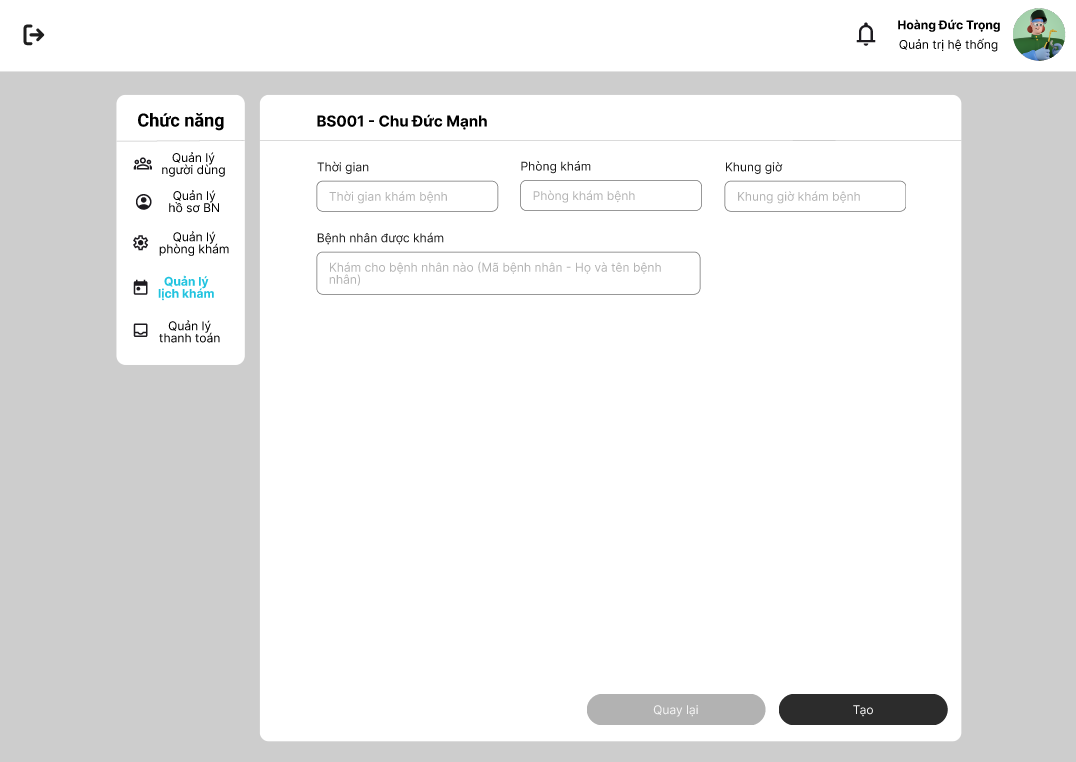 Hoàng Đức Trọng
Quản trị hệ thống
Chức năng
Quản lý
người dùng
Quản lý
hồ sơ BN
Quản lý
phòng khám
Quản lý
lịch khám
Quản lý
thanh toán
BS001 - Chu Đức Mạnh
Thời gian
Phòng khám
Khung giờ
Thời gian khám bệnh
Phòng khám bệnh
Khung giờ khám bệnh
Bệnh nhân được khám
Khám cho bệnh nhân nào (Mã bệnh nhân - Họ và tên bệnh
nhân)
Quay lại
Tạo